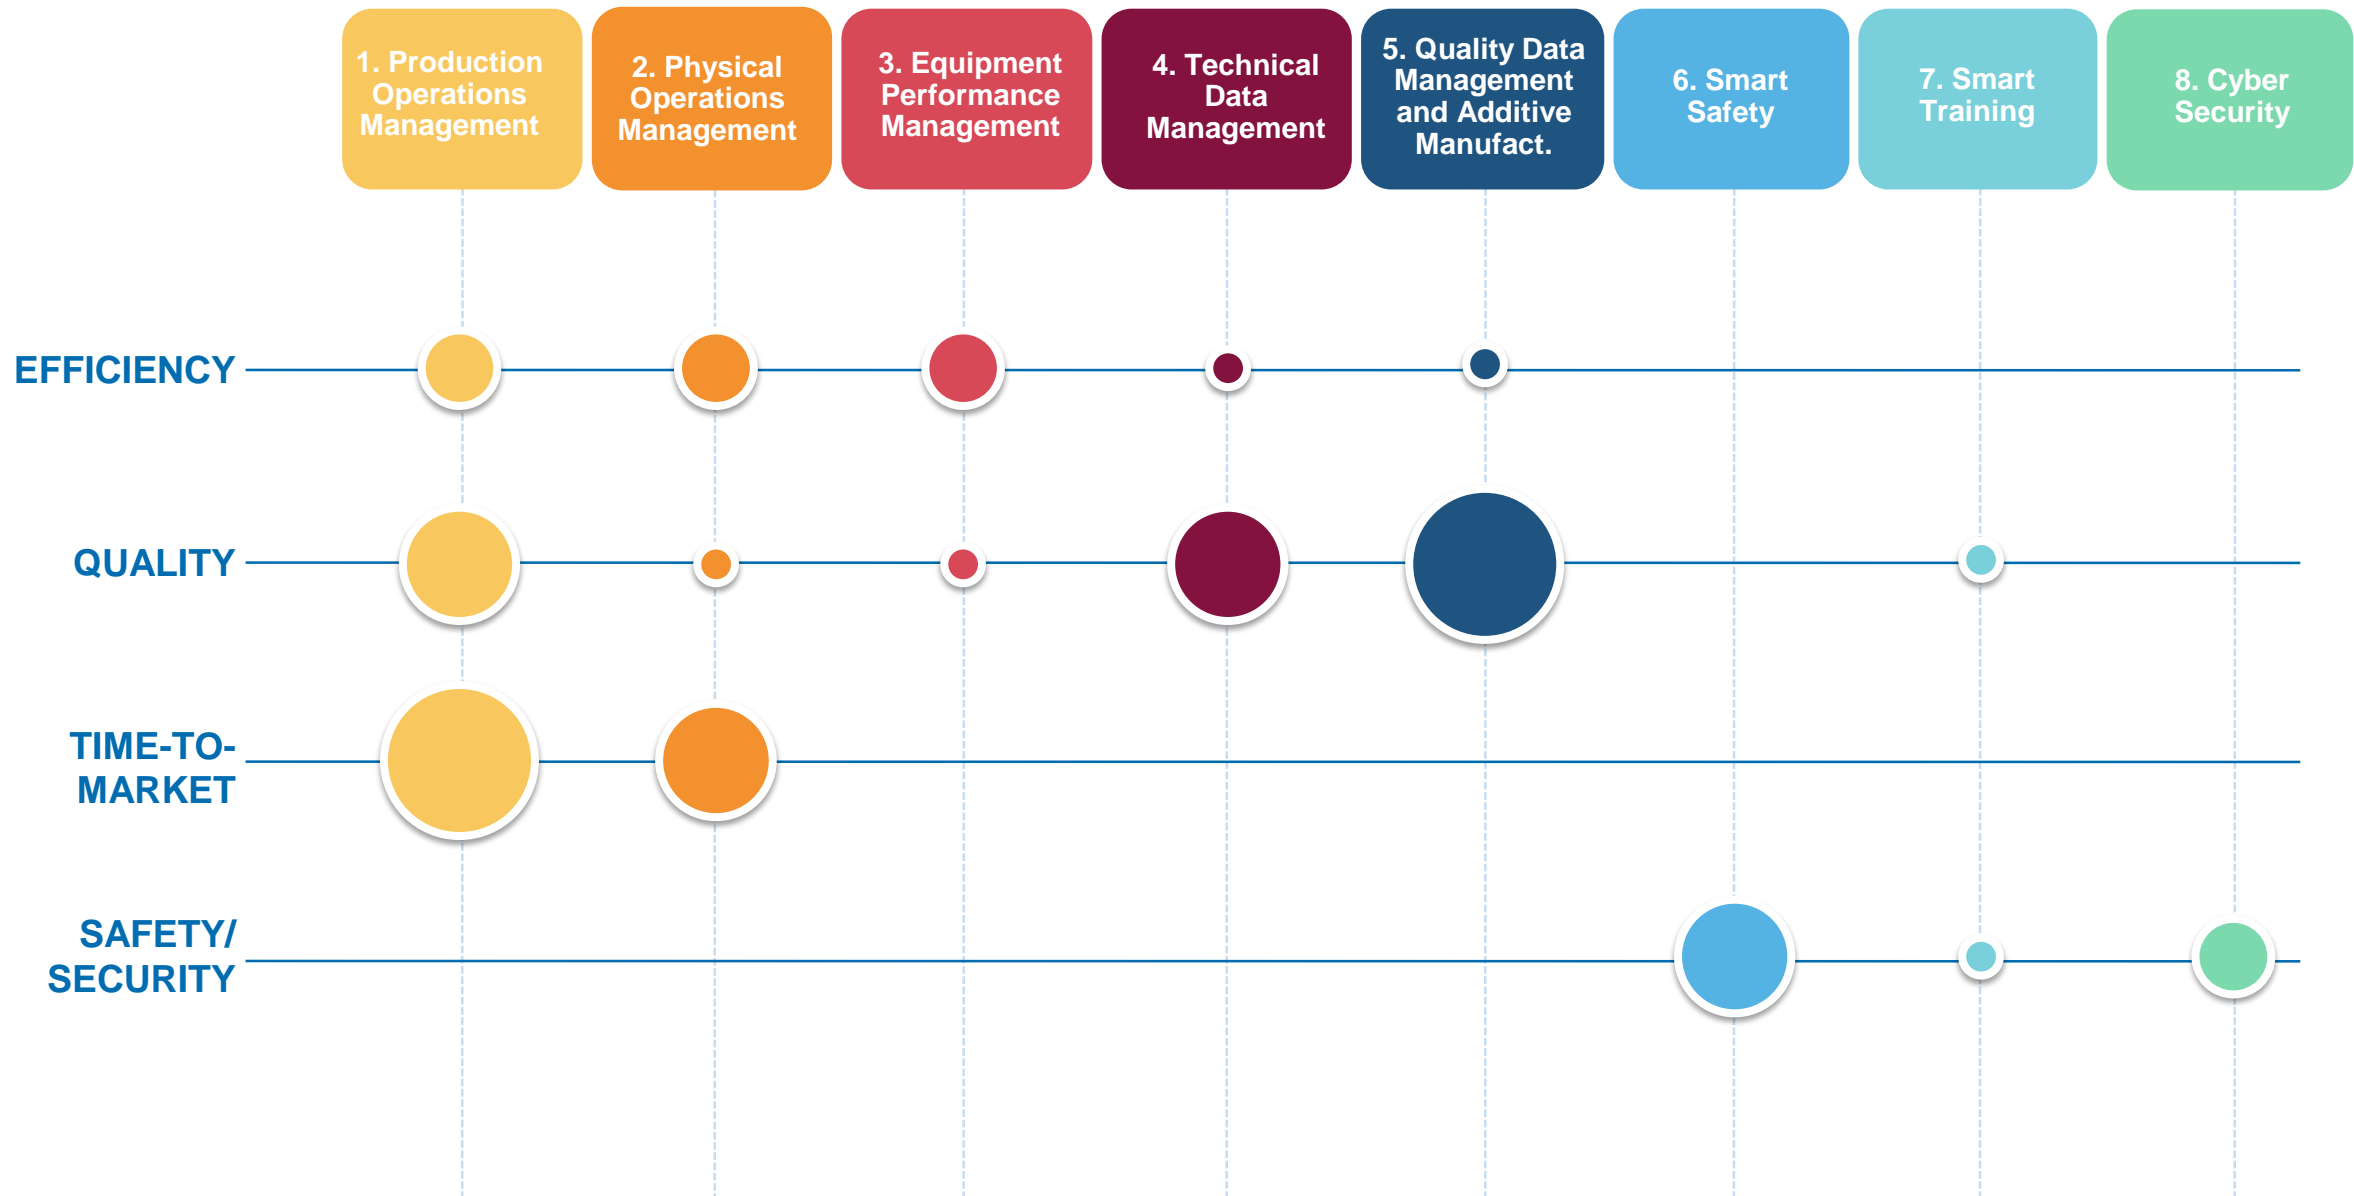 1. Production
Operations
Management
2. Physical
Operations
Management
3. Equipment
Performance
Management
4. Technical
Data
Management
5. Quality Data
Management
and Additive
Manufact.
6. Smart
Safety
7. Smart
Training
8. Cyber
Security
EFFICIENCY
QUALITY
TIME-TO-
MARKET
SAFETY/
SECURITY